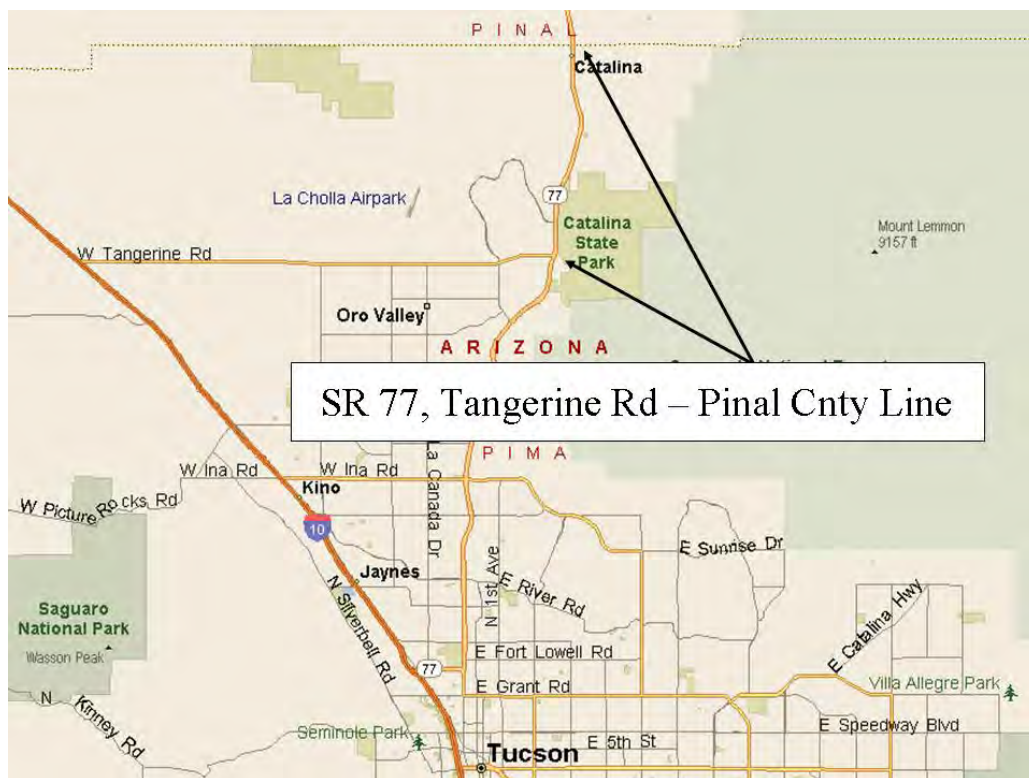 PINAL
Catalina
77
La Cholla Airpark
Catalina
State
Park
Mount Lemmon
9157 ft
W Tangerine Rd
Oro Valley
ARIZONA
SR 77, Tangerine Rd – Pinal Cnty Line
PIMA
W Ina Rd
W Ina Rd
La Canada Dr
Kino
W Picture Rocks Rd
10
E Sunrise Dr
N 1st Ave
Jaynes
E River Rd
N Silverbell Rd
E Catalina Hwy
Saguaro
National Park
Wasson Peak
77
E Fort Lowell Rd
E Grant Rd
Villa Allegre Park
N Kinney Rd
Seminole Park
E 5th St
E Speedway Blvd
Tucson